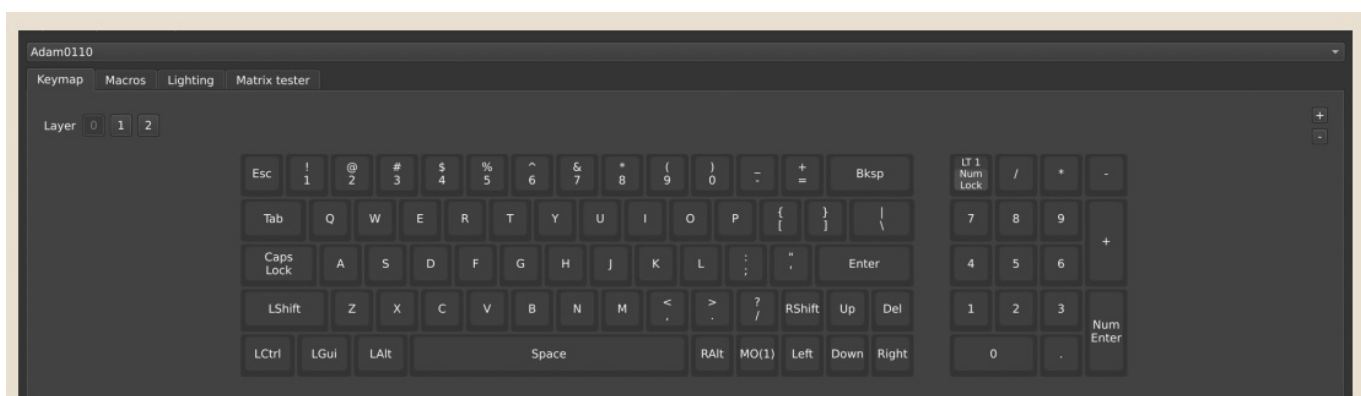 Adam0110
Keymap Macros Lighting Matrix tester
Layer 0 1 2
+
-
Esc ! 1 @ 2 # 3 $ 4 % 5 ^ 6 & 7 * 8 ( 9 ) 0 _ - + = Bksp LT 1 Num Lock / * -
Tab Q W E R T Y U I O P { [ } ] | \ 7 8 9 +
Caps Lock A S D F G H J K L : ; " ' Enter 4 5 6
LShift Z X C V B N M < , > . ? / RShift Up Del 1 2 3 Num Enter
LCtrl LGui LAlt Space RAlt MO(1) Left Down Right 0 .